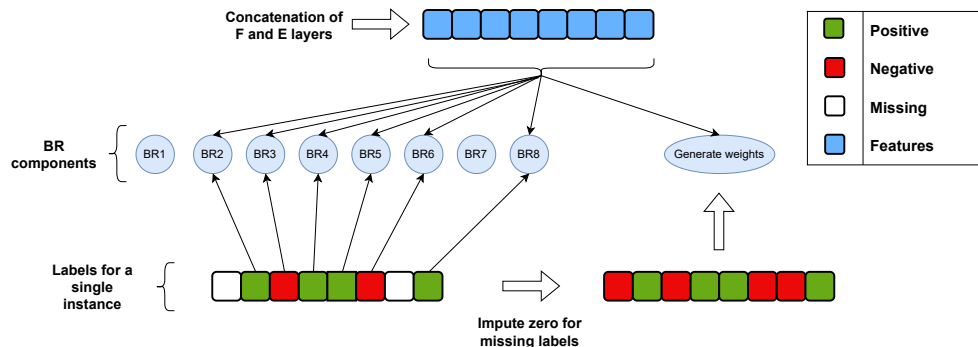 Concatenation of
F and E layers
Positive
Negative
Missing
Features
BR
components
BR1
BR2
BR3
BR4
BR5
BR6
BR7
BR8
Generate weights
Labels for a
single
instance
Impute zero for
missing labels